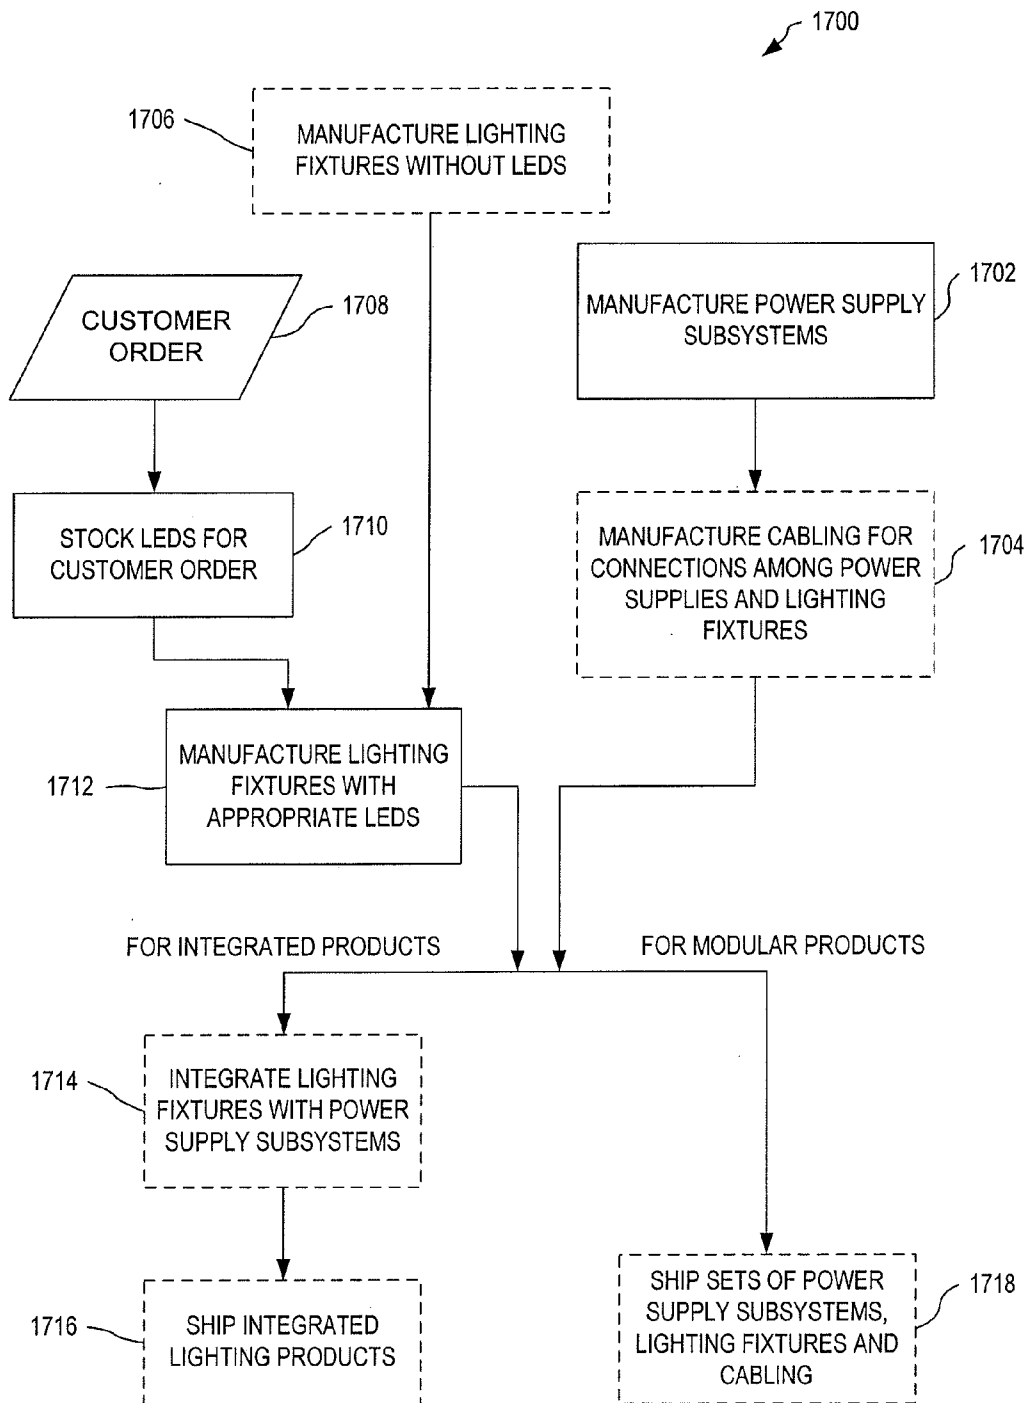 1700
1706
MANUFACTURE LIGHTING
FIXTURES WITHOUT LEDS
1702
MANUFACTURE POWER SUPPLY
SUBSYSTEMS
1708
CUSTOMER
ORDER
1710
STOCK LEDS FOR
CUSTOMER ORDER
1704
MANUFACTURE CABLING FOR
CONNECTIONS AMONG POWER
SUPPLIES AND LIGHTING
FIXTURES
1712
MANUFACTURE LIGHTING
FIXTURES WITH
APPROPRIATE LEDS
FOR INTEGRATED PRODUCTS
FOR MODULAR PRODUCTS
1714
INTEGRATE LIGHTING
FIXTURES WITH POWER
SUPPLY SUBSYSTEMS
1716
SHIP INTEGRATED
LIGHTING PRODUCTS
1718
SHIP SETS OF POWER
SUPPLY SUBSYSTEMS,
LIGHTING FIXTURES AND
CABLING